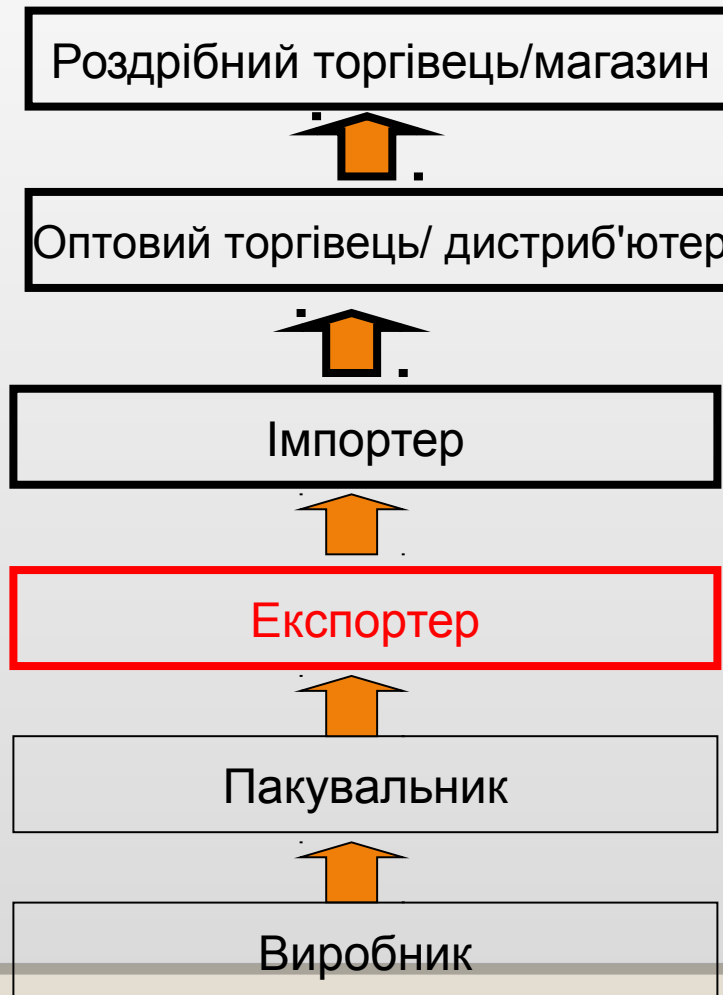 Роздрібний торгівець/магазин
Оптовий торгівець/ дистриб'ютер
Імпортер
Експортер
Пакувальник
Виробник